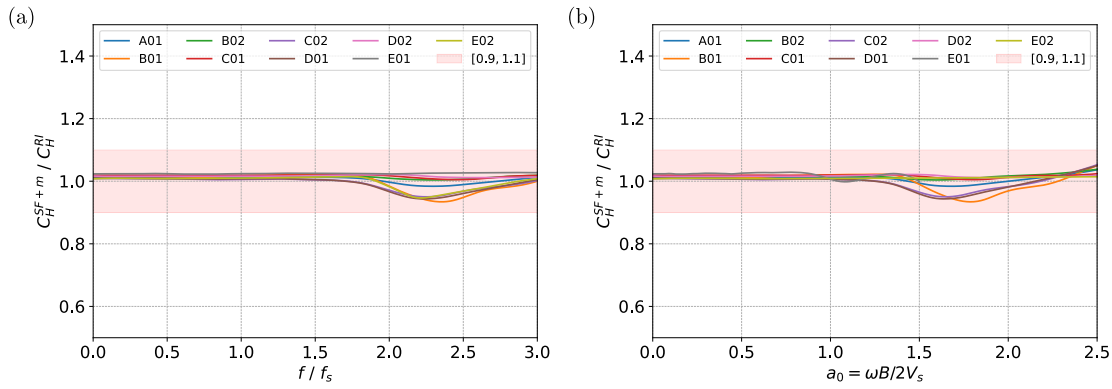 (a)
1.4
1.2
1.0
0.8
0.6
C_H^{SF+m} / C_H^{RI}
A01 B02 C02 D02 E02
B01 C01 D01 E01 [0.9, 1.1]
0.0 0.5 1.0 1.5 2.0 2.5 3.0
f / f_s
(b)
1.4
1.2
1.0
0.8
0.6
C_H^{SF+m} / C_H^{RI}
A01 B02 C02 D02 E02
B01 C01 D01 E01 [0.9, 1.1]
0.0 0.5 1.0 1.5 2.0 2.5
a_0 = ωB/2V_s